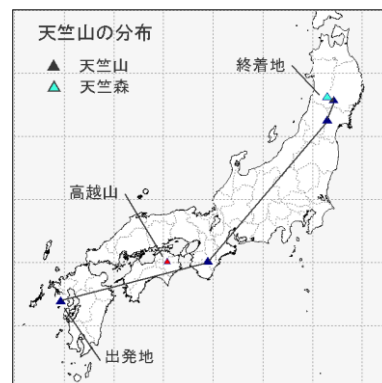 天竺山の分布
天竺山
天竺森
終着地
高越山
出発地